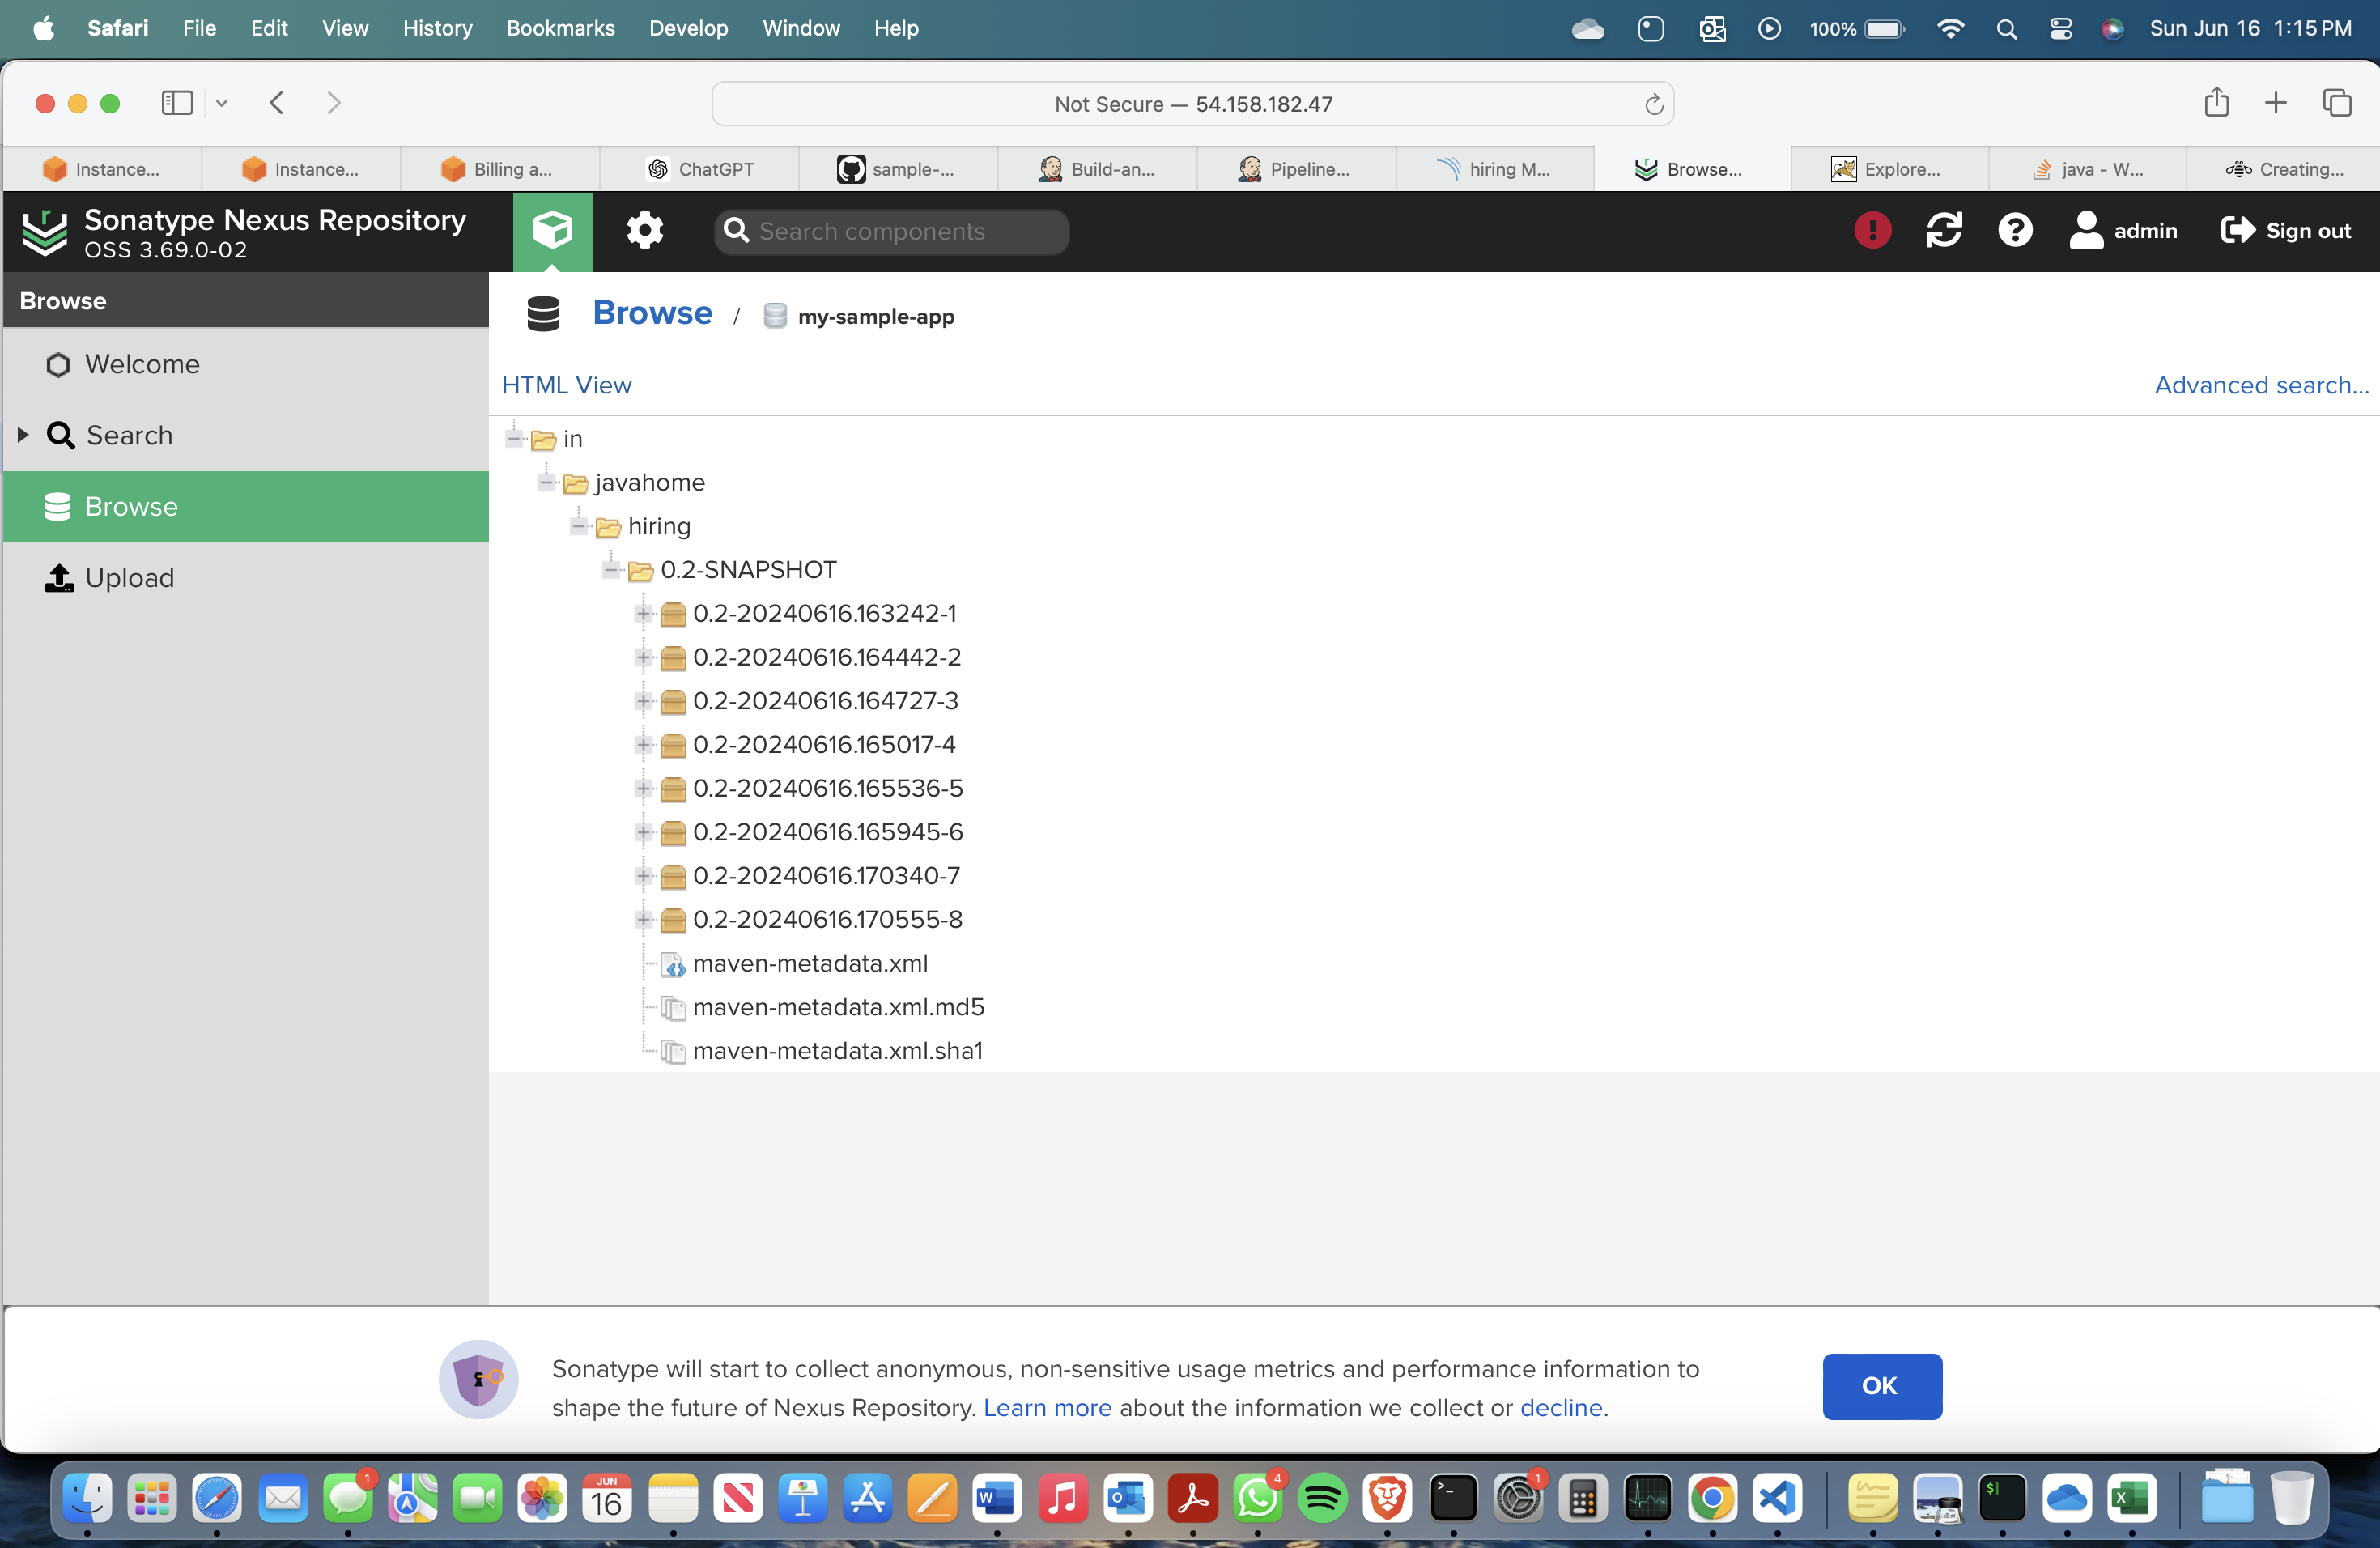 Safari File Edit View History Bookmarks Develop Window Help 100% Sun Jun 16 1:15 PM
Not Secure — 54.158.182.47
Instance... Instance... Billing a... ChatGPT sample-... Build-an... Pipeline... hiring M... Browse... Explore... java - W... Creating...
Sonatype Nexus Repository
OSS 3.69.0-02
Search components
admin Sign out
Browse
Welcome
Search
Browse
Upload
Browse / my-sample-app
HTML View Advanced search...
in
javahome
hiring
0.2-SNAPSHOT
0.2-20240616.163242-1
0.2-20240616.164442-2
0.2-20240616.164727-3
0.2-20240616.165017-4
0.2-20240616.165536-5
0.2-20240616.165945-6
0.2-20240616.170340-7
0.2-20240616.170555-8
maven-metadata.xml
maven-metadata.xml.md5
maven-metadata.xml.sha1
Sonatype will start to collect anonymous, non-sensitive usage metrics and performance information to
shape the future of Nexus Repository. Learn more about the information we collect or decline.
OK
1
JUN
16
4
1